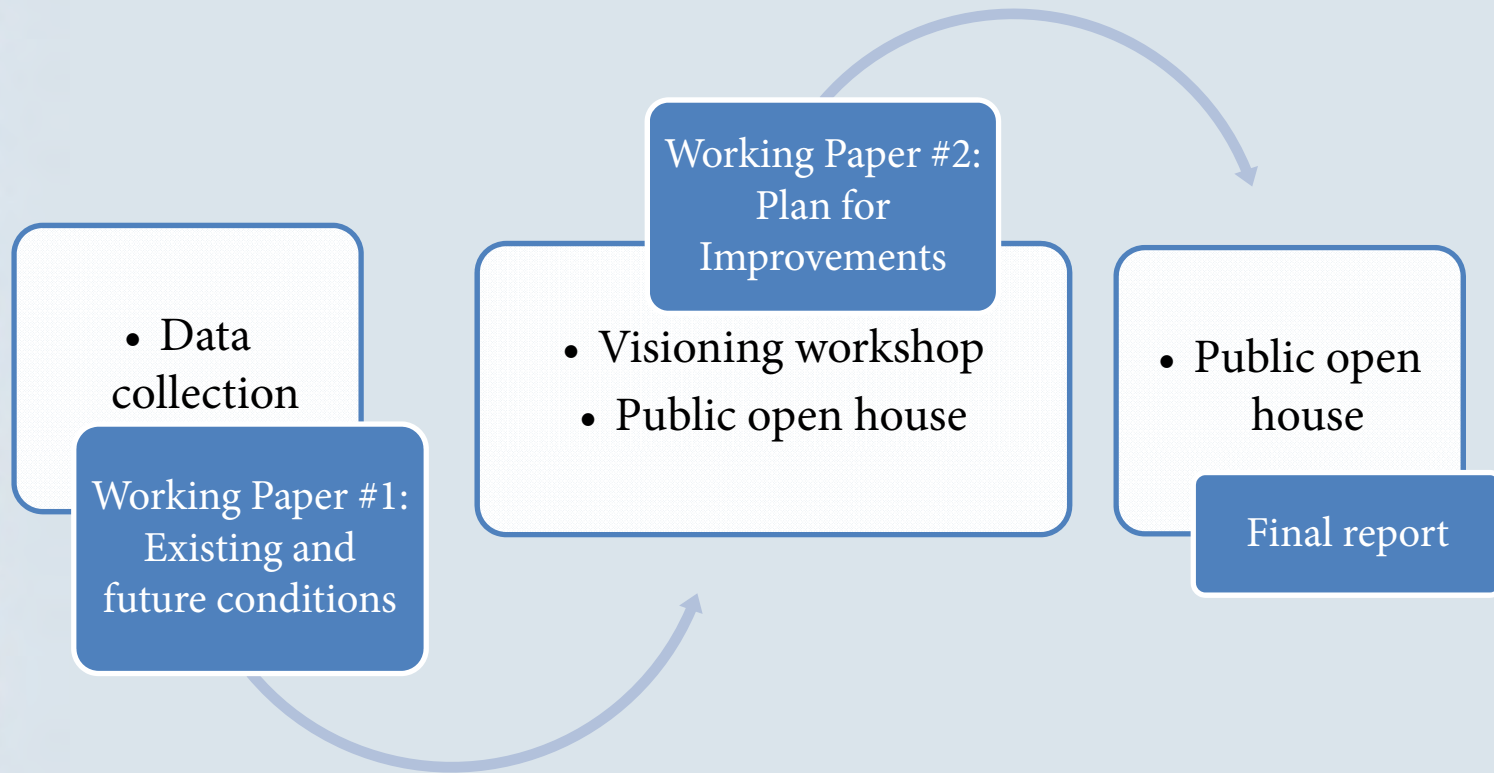 • Data
collection
Working Paper #1:
Existing and
future conditions
Working Paper #2:
Plan for
Improvements
• Visioning workshop
• Public open house
• Public open
house
Final report